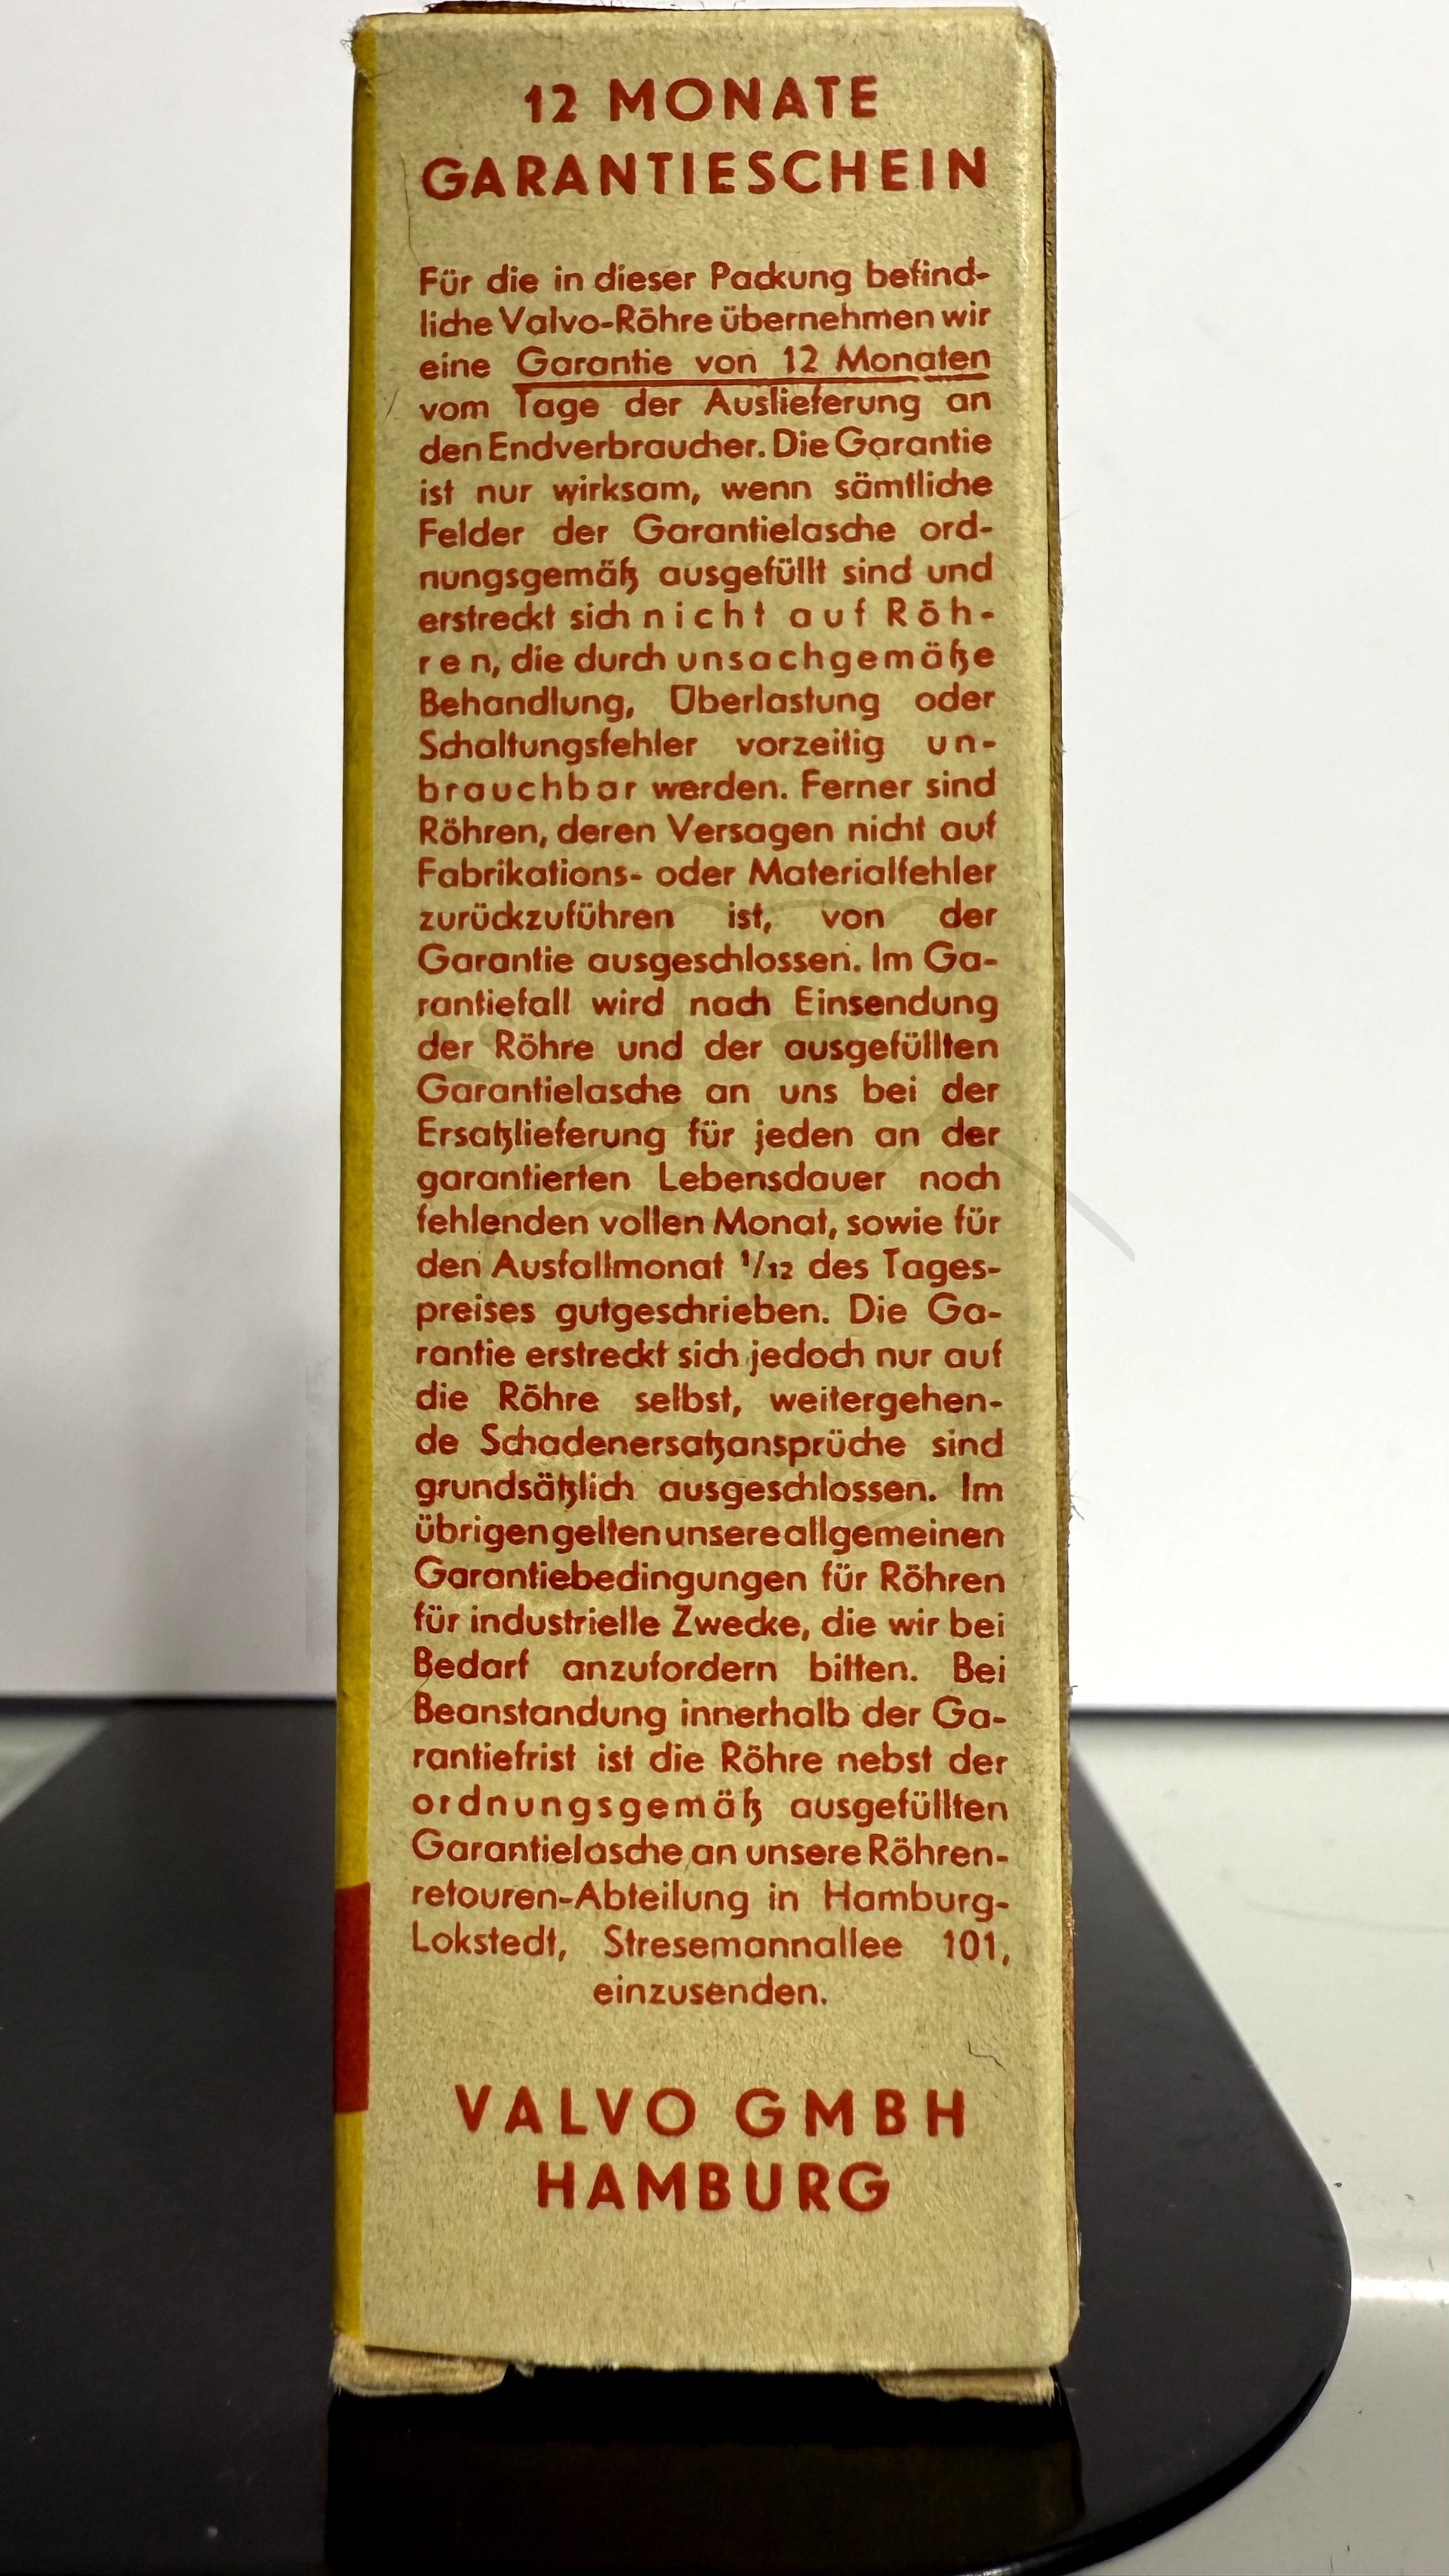 12 MONATE
GARANTIESCHEIN
Für die in dieser Packung befind-
liche Valvo-Röhre übernehmen wir
eine Garantie von 12 Monaten
vom Tage der Auslieferung an
den Endverbraucher. Die Garantie
ist nur wirksam, wenn sämtliche
Felder der Garantielasche ord-
nungsgemäß ausgefüllt sind und
erstreckt sich nicht auf Röh-
ren, die durch unsachgemäße
Behandlung, Überlastung oder
Schaltungsfehler vorzeitig un-
brauchbar werden. Ferner sind
Röhren, deren Versagen nicht auf
Fabrikations- oder Materialfehler
zurückzuführen ist, von der
Garantie ausgeschlossen. Im Ga-
rantiefall wird nach Einsendung
der Röhre und der ausgefüllten
Garantielasche an uns bei der
Ersatzlieferung für jeden an der
garantierten Lebensdauer noch
fehlenden vollen Monat, sowie für
den Ausfallmonat 1/12 des Tages-
preises gutgeschrieben. Die Ga-
rantie erstreckt sich jedoch nur auf
die Röhre selbst, weitergehen-
de Schadenersatzansprüche sind
grundsätzlich ausgeschlossen. Im
übrigen gelten unsere allgemeinen
Garantiebedingungen für Röhren
für industrielle Zwecke, die wir bei
Bedarf anzufordern bitten. Bei
Beanstandung innerhalb der Ga-
rantiefrist ist die Röhre nebst der
ordnungsgemäß ausgefüllten
Garantielasche an unsere Röhren-
retouren-Abteilung in Hamburg-
Lokstedt, Stresemannallee 101,
einzusenden.
VALVO GMBH
HAMBURG